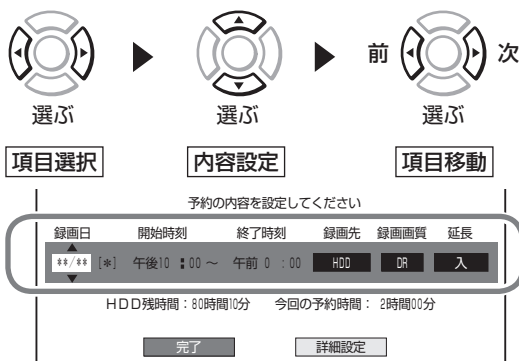 前 次
選ぶ 選ぶ 選ぶ
項目選択 内容設定 項目移動
予約の内容を設定してください
録画日 開始時刻 終了時刻 録画先 録画画質 延長
**/** [*] 午後10:00~ 午前 0 :00 HDD DR 入
HDD残時間:80時間10分 今回の予約時間: 2時間00分
完了 詳細設定